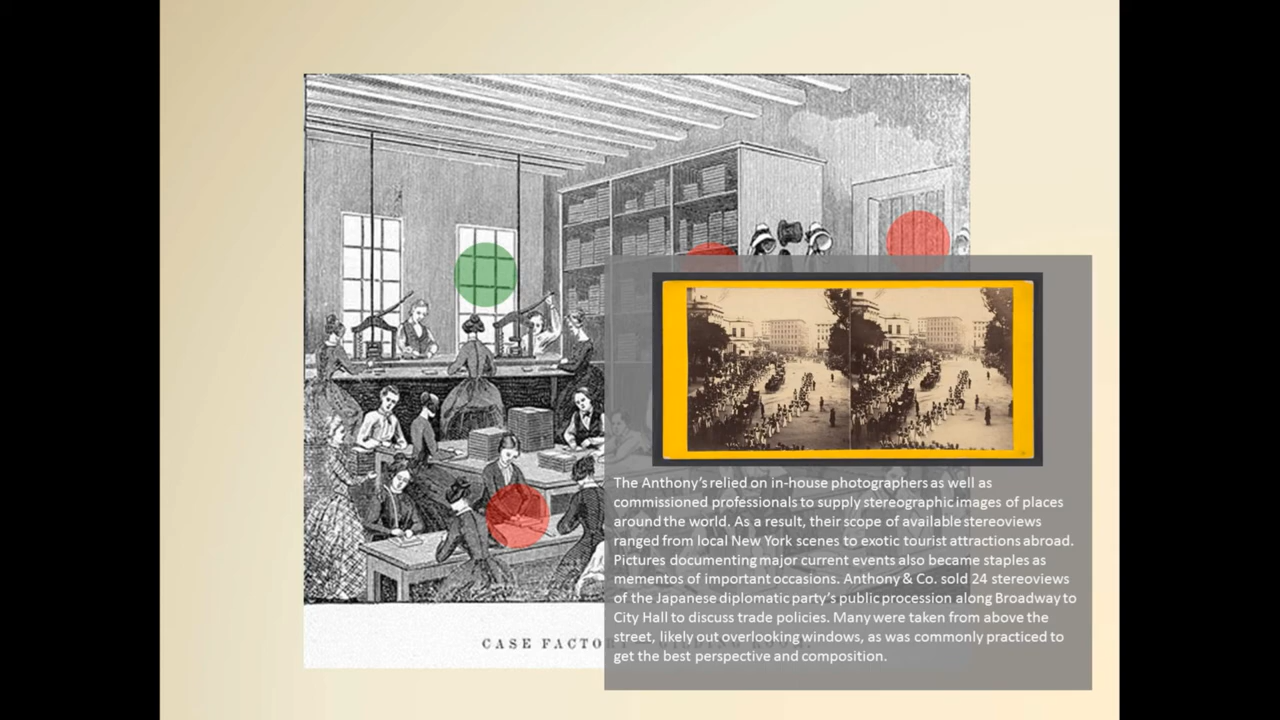 The Anthony's relied on in-house photographers as well as
commissioned professionals to supply stereographic images of places
around the world. As a result, their scope of available stereoviews
ranged from local New York scenes to exotic tourist attractions abroad.
Pictures documenting major current events also became staples as
mementos of important occasions. Anthony & Co. sold 24 stereoviews
of the Japanese diplomatic party's public procession along Broadway to
City Hall to discuss trade policies. Many were taken from above the
street, likely out overlooking windows, as was commonly practiced to
get the best perspective and composition.
CASE FACTO